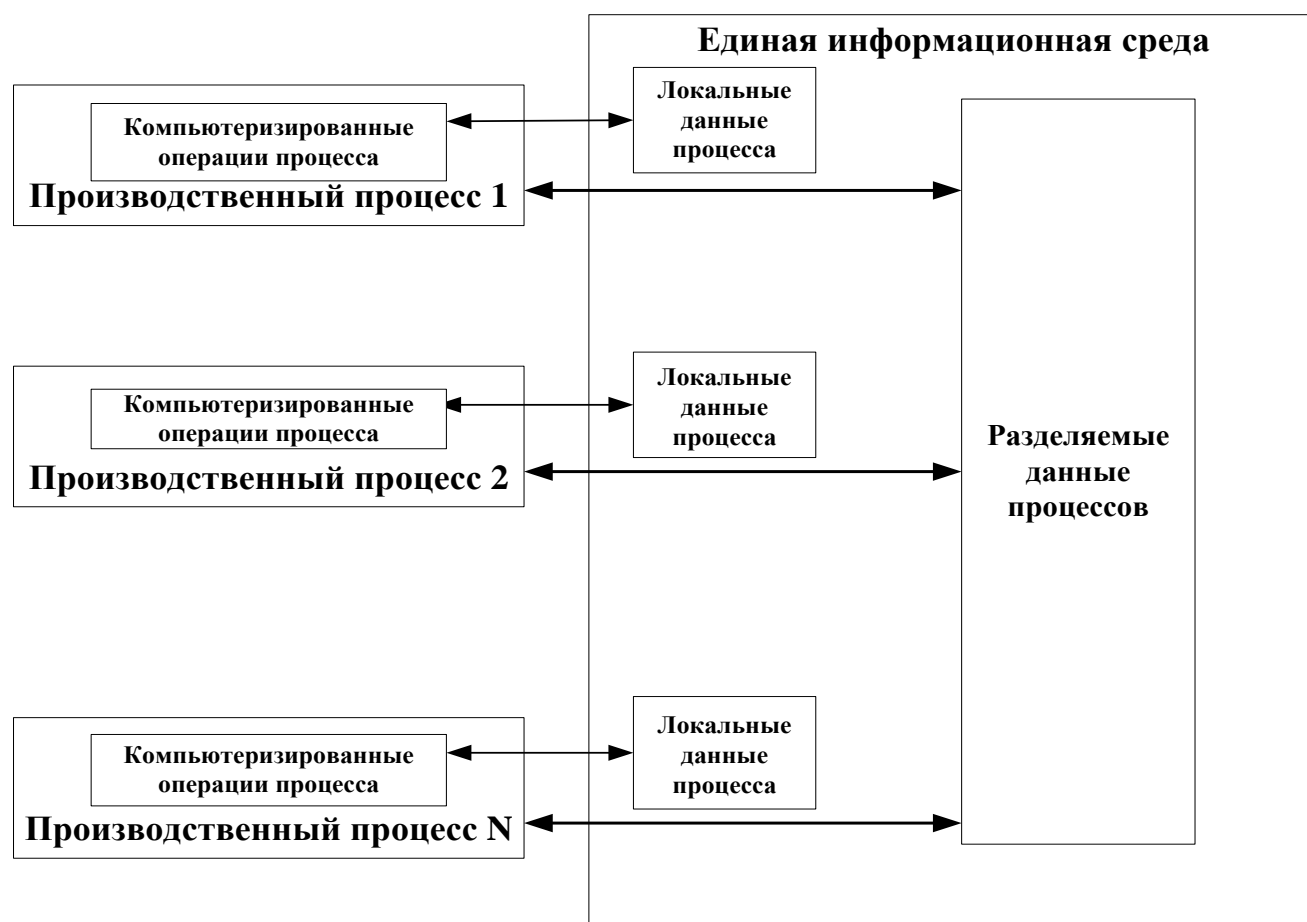 Единая информационная среда
Компьютеризированные
операции процесса
Производственный процесс 1
Локальные
данные
процесса
Компьютеризированные
операции процесса
Производственный процесс 2
Локальные
данные
процесса
Разделяемые
данные
процессов
Компьютеризированные
операции процесса
Производственный процесс N
Локальные
данные
процесса